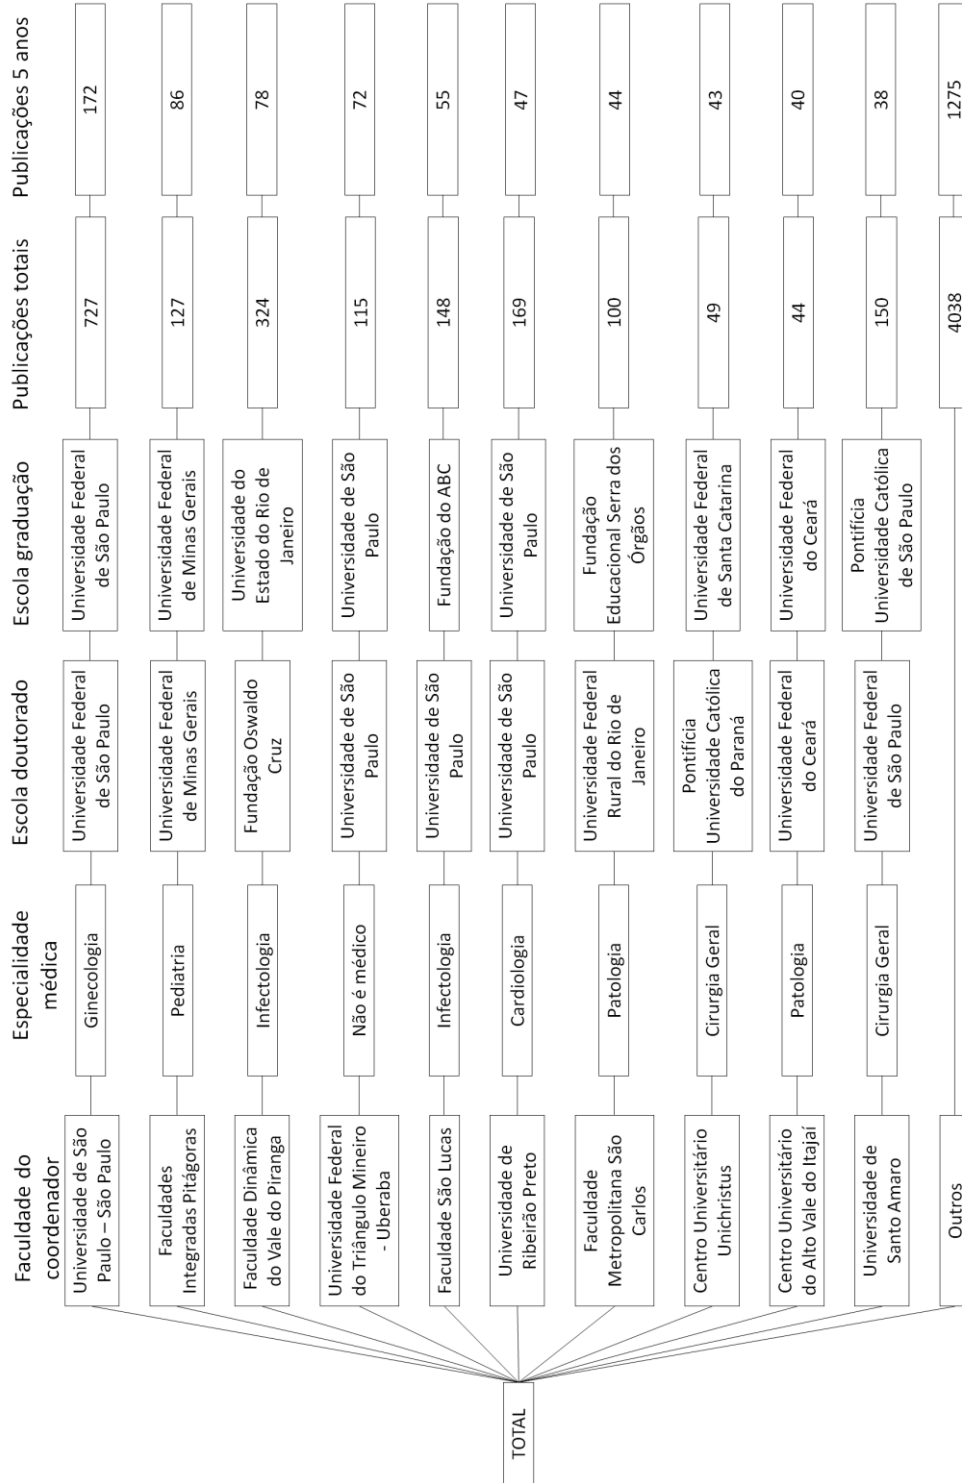 Faculdade do
coordenador
Especialidade
médica
Escola doutorado
Escola graduação
Publicações totais
Publicações 5 anos
TOTAL
Universidade de São
Paulo – São Paulo
Ginecologia
Universidade Federal
de São Paulo
Universidade Federal
de São Paulo
727
172
Faculdades
Integradas Pitágoras
Pediatria
Universidade Federal
de Minas Gerais
Universidade Federal
de Minas Gerais
127
86
Faculdade Dinâmica
do Vale do Piranga
Infectologia
Fundação Oswaldo
Cruz
Universidade do
Estado do Rio de
Janeiro
324
78
Universidade Federal
do Triângulo Mineiro
- Uberaba
Não é médico
Universidade de São
Paulo
Universidade de São
Paulo
115
72
Faculdade São Lucas
Infectologia
Universidade de São
Paulo
Fundação do ABC
148
55
Universidade de
Ribeirão Preto
Cardiologia
Universidade de São
Paulo
Universidade de São
Paulo
169
47
Faculdade
Metropolitana São
Carlos
Patologia
Universidade Federal
Rural do Rio de
Janeiro
Fundação
Educacional Serra dos
Órgãos
100
44
Centro Universitário
Unichristus
Cirurgia Geral
Pontifícia
Universidade Católica
do Paraná
Universidade Federal
de Santa Catarina
49
43
Centro Universitário
do Alto Vale do Itajaí
Patologia
Universidade Federal
do Ceará
Universidade Federal
do Ceará
44
40
Universidade de
Santo Amaro
Cirurgia Geral
Universidade Federal
de São Paulo
Pontifícia
Universidade Católica
de São Paulo
150
38
Outros
4038
1275